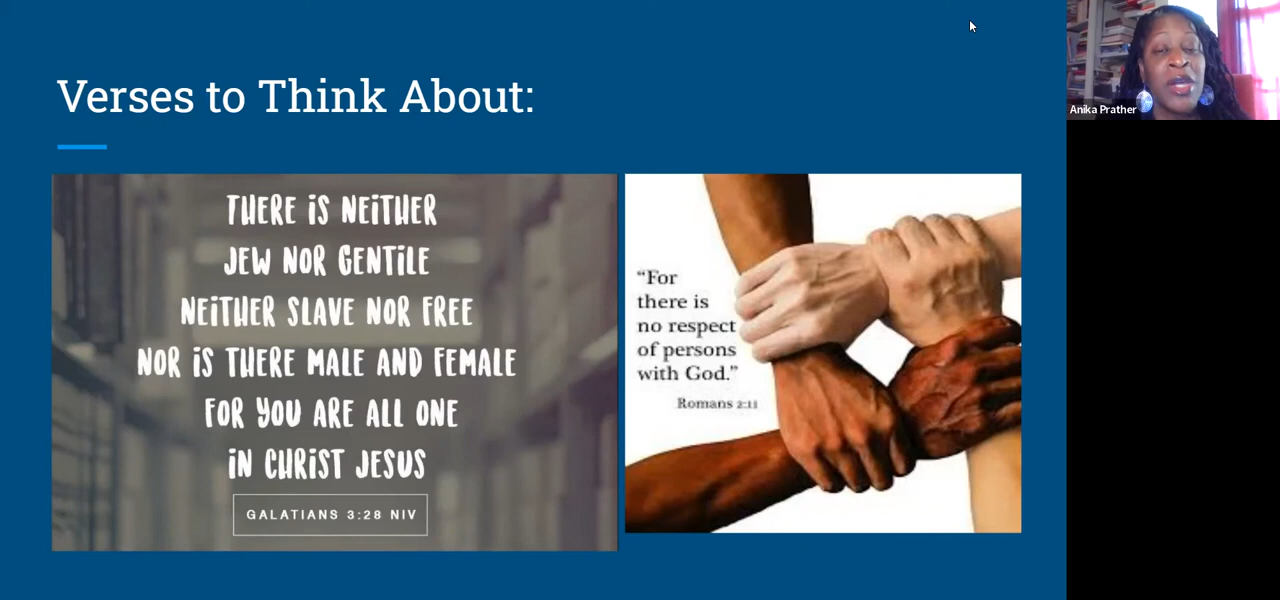 Verses to Think About:
THERE iS NEiTHER
JEW NOR GENTiLE
NEiTHER SLAVE NOR FREE
NOR iS THERE MALE AND FEMALE
FOR YOU ARE ALL ONE
iN CHRiST JESUS
GALATIANS 3:28 NIV
“For
there is
no respect
of persons
with God.”
Romans 2:11
Anika Prather